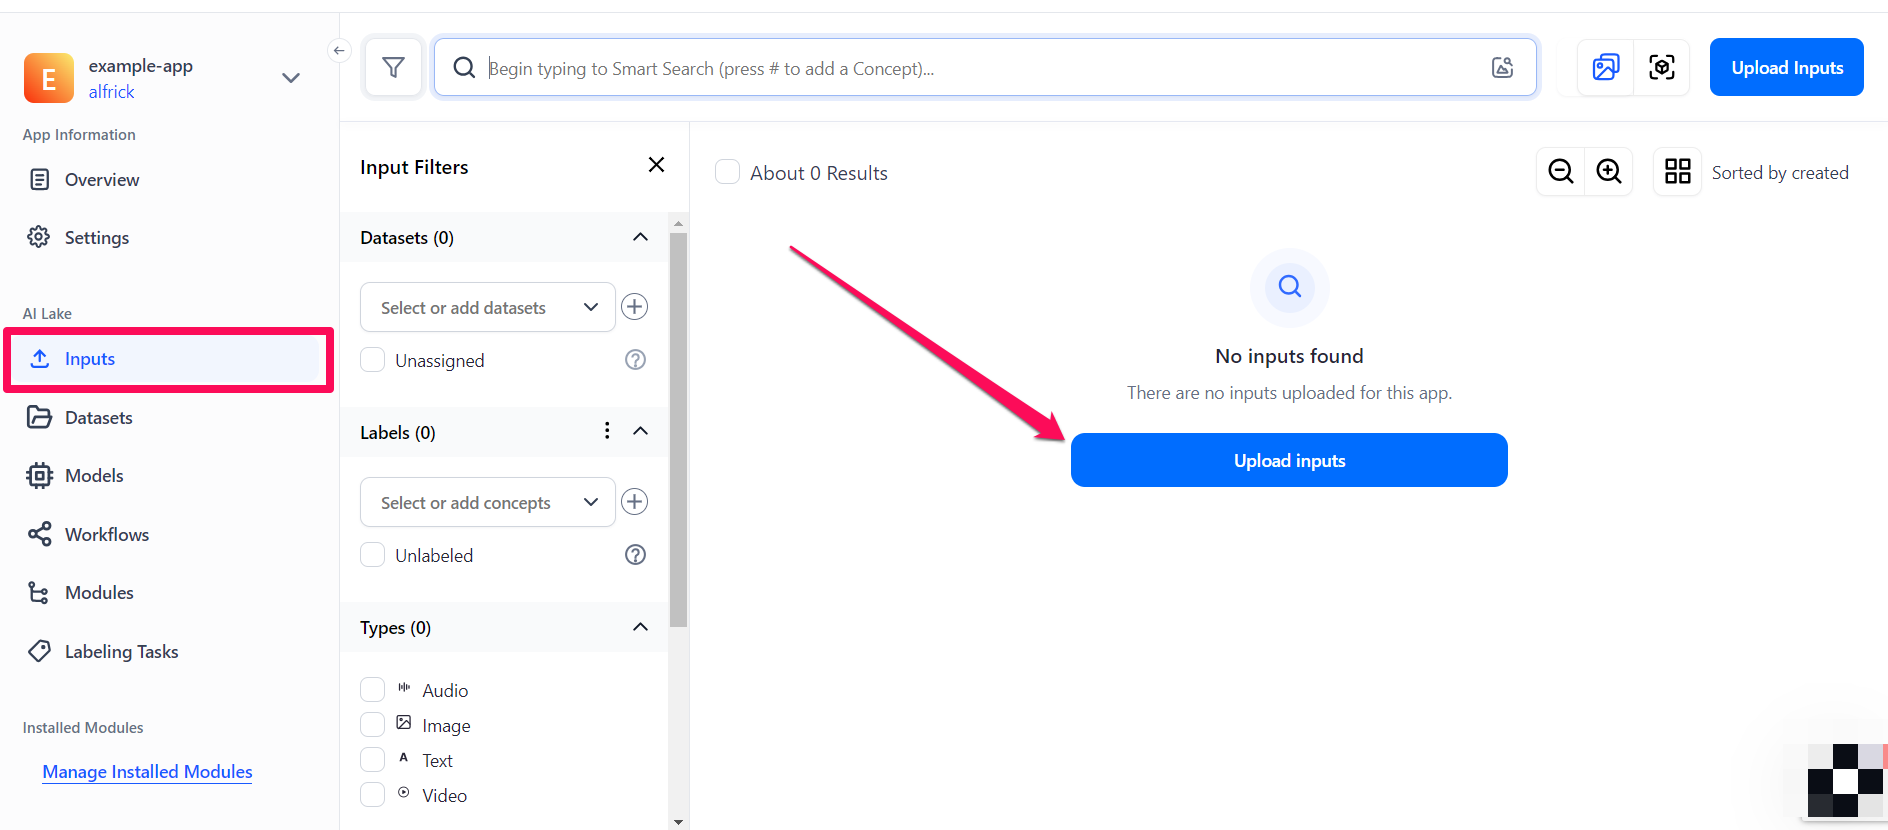 E
example-app
alfrick
App Information
Overview
Settings
AI Lake
Inputs
Datasets
Models
Workflows
Modules
Labeling Tasks
Installed Modules
Manage Installed Modules
Begin typing to Smart Search (press # to add a Concept)...
Upload Inputs
Input Filters
Datasets (0)
Select or add datasets
Unassigned
?
Labels (0)
Select or add concepts
Unlabeled
?
Types (0)
Audio
Image
A Text
Video
About 0 Results
Sorted by created
No inputs found
There are no inputs uploaded for this app.
Upload inputs